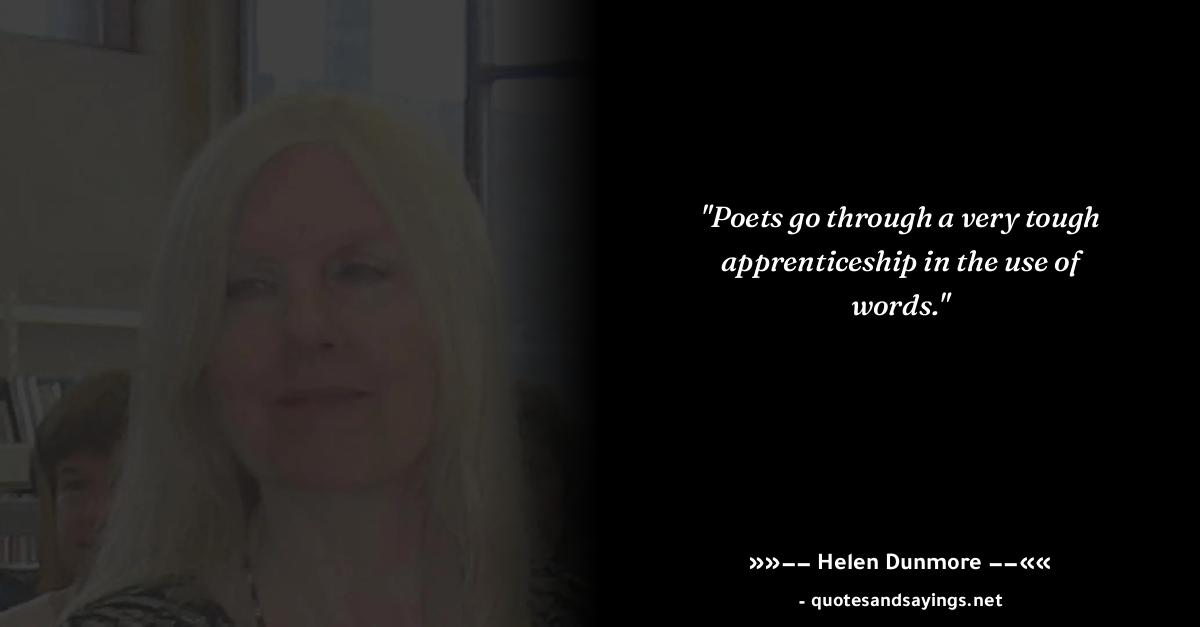 "Poets go through a very tough
apprenticeship in the use of
words."
»»–– Helen Dunmore ––««
- quotesandsayings.net